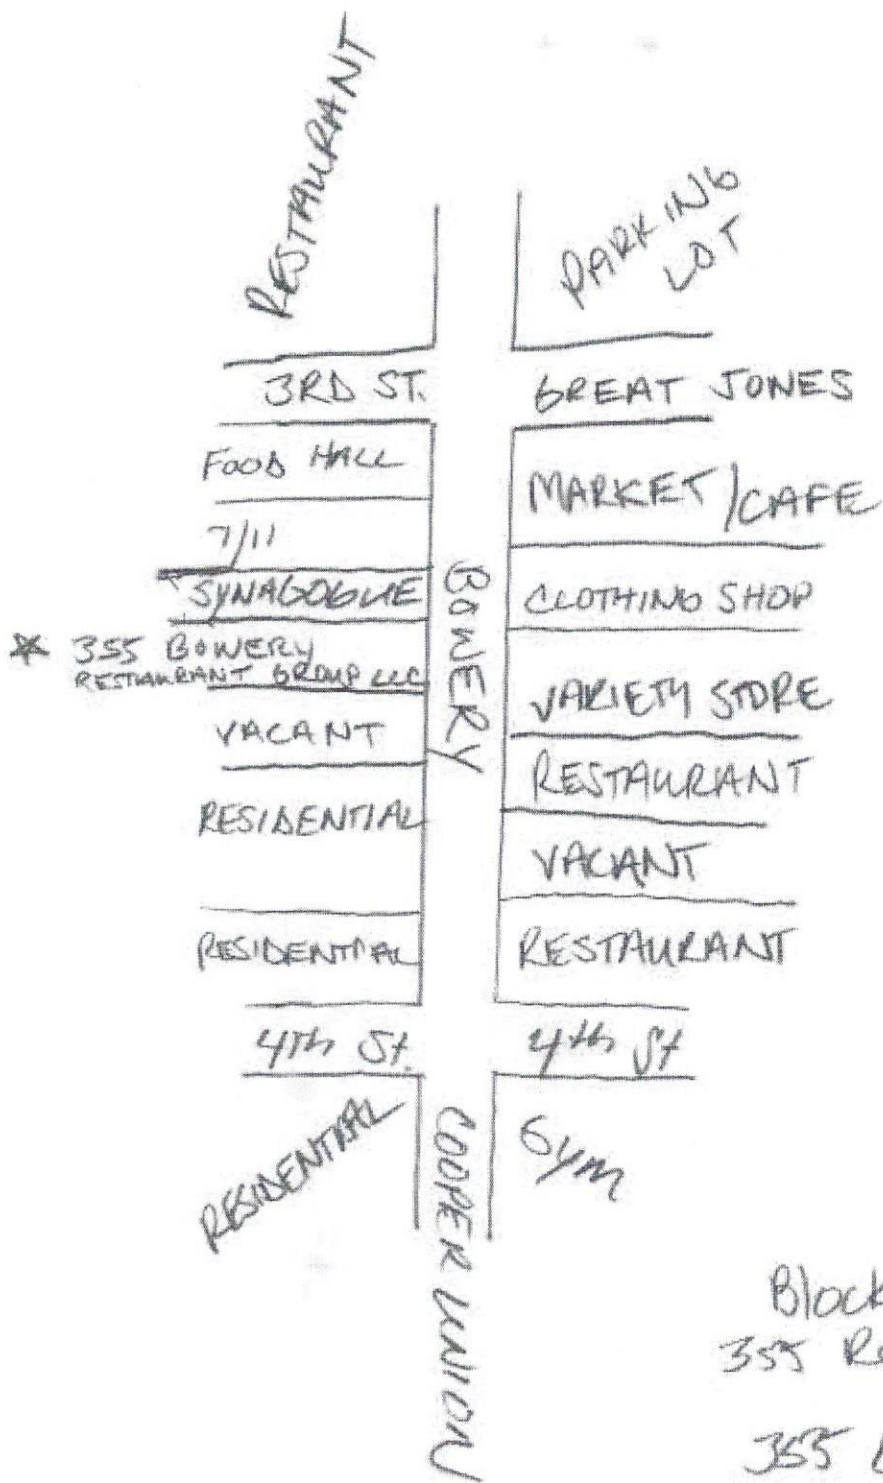 RESTAURANT
PARKING
LOT
3RD ST.
GREAT JONES
FOOD HALL
MARKET / CAFE
7/11
SYNAGOGUE
CLOTHING SHOP
* 355 BOWERY
RESTAURANT GROUP LLC
BOWERY
VARIETY STORE
VACANT
RESTAURANT
RESIDENTIAL
VACANT
RESIDENTIAL
RESTAURANT
4Th St.
4th St
RESIDENTIAL
Gym
COOPER UNION
Block
355
355